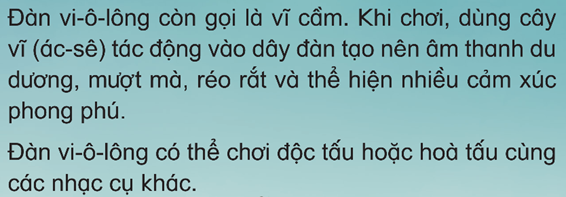 Đàn vi-ô-lông còn gọi là vĩ cầm. Khi chơi, dùng cây
vĩ (ác-sê) tác động vào dây đàn tạo nên âm thanh du
dương, mượt mà, réo rắt và thể hiện nhiều cảm xúc
phong phú.
Đàn vi-ô-lông có thể chơi độc tấu hoặc hoà tấu cùng
các nhạc cụ khác.